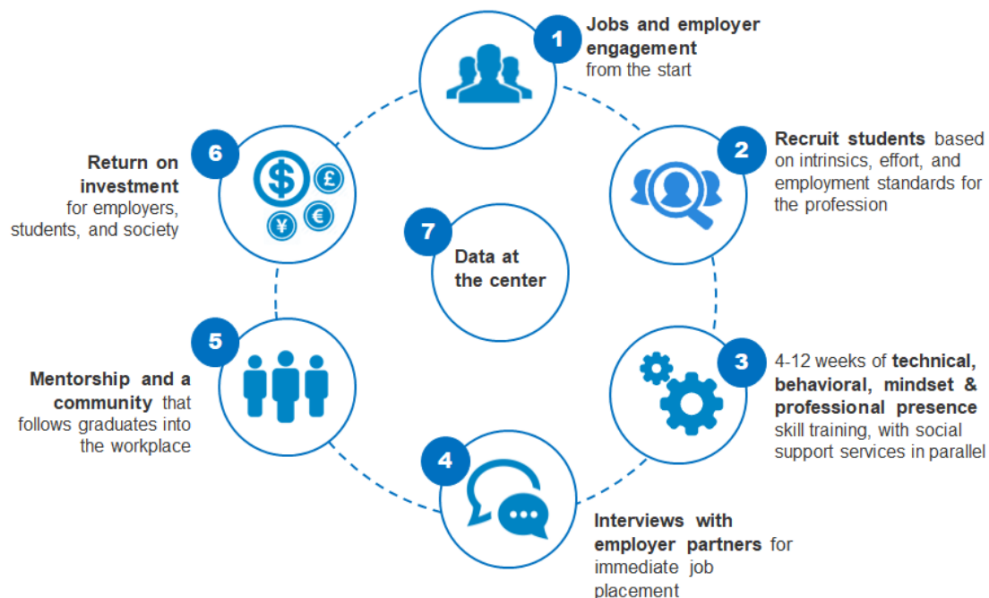 1
Jobs and employer
engagement
from the start
2
Recruit students based
on intrinsics, effort, and
employment standards for
the profession
3
4-12 weeks of technical,
behavioral, mindset &
professional presence
skill training, with social
support services in parallel
4
Interviews with
employer partners for
immediate job
placement
5
Mentorship and a
community that
follows graduates into
the workplace
6
Return on
investment
for employers,
students, and society
$
£
€
¥
7
Data at
the center